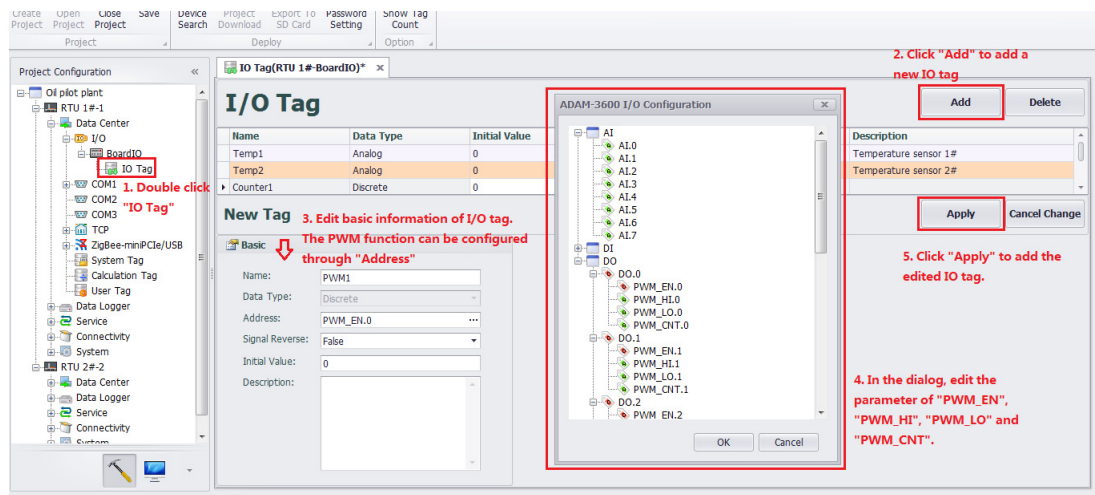 Create Open Close Save Device Project Export To Password Show Tag
Project Project Project Search Download SD Card Setting Count
Project Deploy Option
2. Click "Add" to add a
new IO tag
Project Configuration «
IO Tag(RTU 1#-BoardIO)* ×
Oil pilot plant
RTU 1#-1
Data Center
I/O
BoardIO
IO Tag
COM1
COM2
COM3
TCP
ZigBee-miniPCIe/USB
System Tag
Calculation Tag
User Tag
Data Logger
Service
Connectivity
System
RTU 2#-2
Data Center
Data Logger
Service
Connectivity
System
1. Double click
"IO Tag"
I/O Tag
Add Delete
Name Data Type Initial Value Description
Temp1 Analog 0 Temperature sensor 1#
Temp2 Analog 0 Temperature sensor 2#
Counter1 Discrete 0
New Tag
Apply Cancel Change
3. Edit basic information of I/O tag.
The PWM function can be configured
through "Address"
Basic
Name: PWM1
Data Type: Discrete
Address: PWM_EN.0 ...
Signal Reverse: False
Initial Value: 0
Description:
ADAM-3600 I/O Configuration
AI
AI.0
AI.1
AI.2
AI.3
AI.4
AI.5
AI.6
AI.7
DI
DO
DO.0
PWM_EN.0
PWM_HI.0
PWM_LO.0
PWM_CNT.0
DO.1
PWM_EN.1
PWM_HI.1
PWM_LO.1
PWM_CNT.1
DO.2
PWM_EN.2
OK Cancel
5. Click "Apply" to add the
edited IO tag.
4. In the dialog, edit the
parameter of "PWM_EN",
"PWM_HI", "PWM_LO" and
"PWM_CNT".